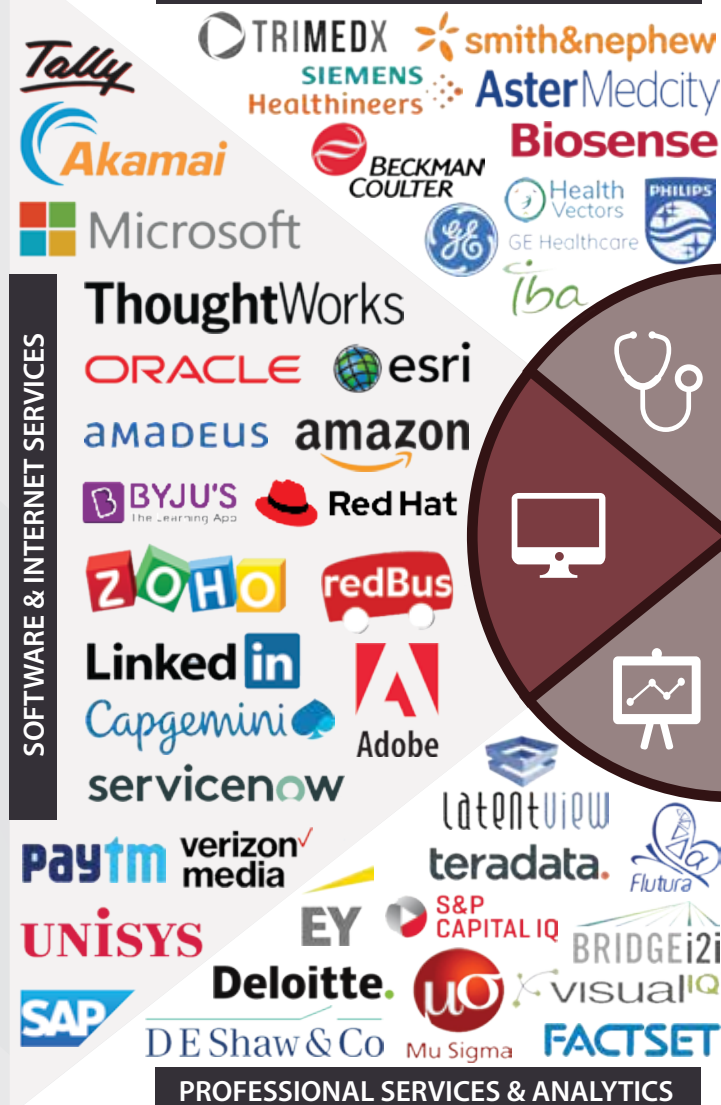 TRIMEDX smith&nephew
Tally
SIEMENS
Healthineers
AsterMedcity
Akamai
Biosense
BECKMAN
COULTER
Health
Vectors
PHILIPS
Microsoft
GE
GE Healthcare
iba
SOFTWARE & INTERNET SERVICES
ThoughtWorks
ORACLE esri
amadeus amazon
BYJU'S
The Learning App
Red Hat
ZOHO redBus
Linked in
Adobe
Capgemini
servicenow
LatentView
paytm verizon
media
teradata.
Flutura
UNISYS
EY
S&P
CAPITAL IQ
BRIDGEi2i
Deloitte.
μσ
Mu Sigma
visualIQ
SAP
D E Shaw & Co
FACTSET
PROFESSIONAL SERVICES & ANALYTICS